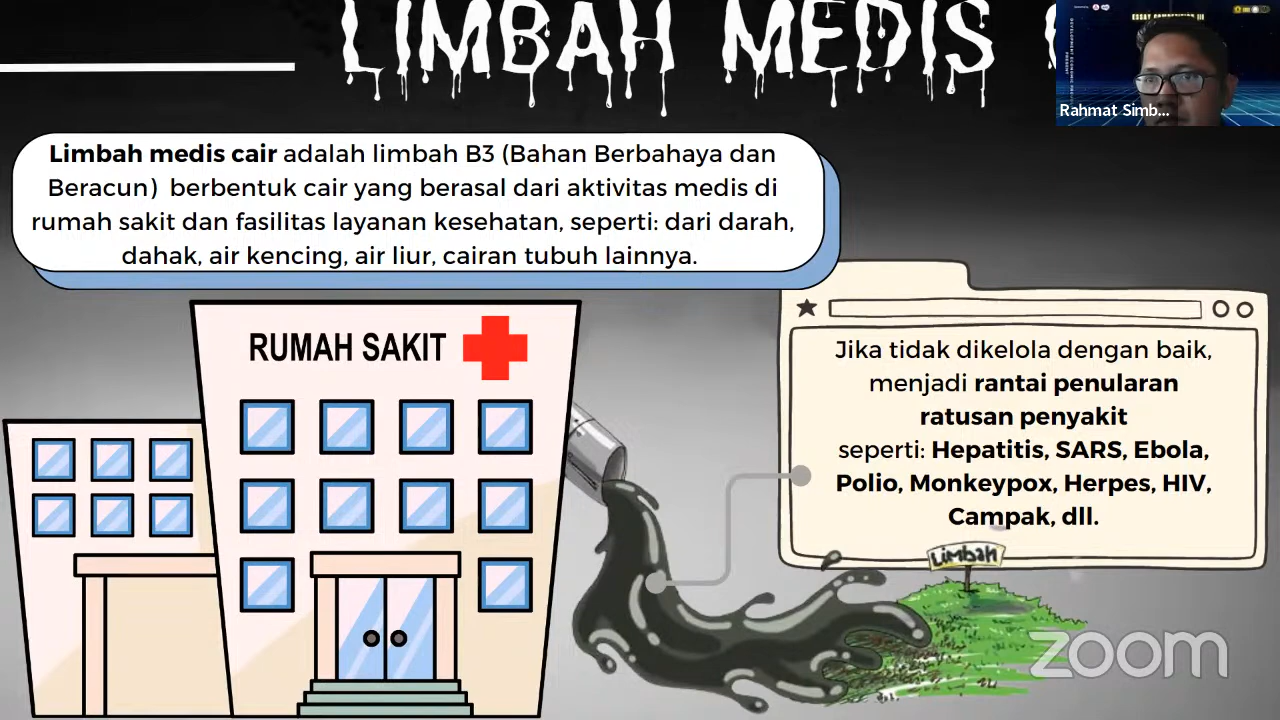 LIMBAH MEDIS
ESSAY COMPETITION III
Rahmat Simb...
Limbah medis cair adalah limbah B3 (Bahan Berbahaya dan
Beracun) berbentuk cair yang berasal dari aktivitas medis di
rumah sakit dan fasilitas layanan kesehatan, seperti: dari darah,
dahak, air kencing, air liur, cairan tubuh lainnya.
RUMAH SAKIT
Jika tidak dikelola dengan baik,
menjadi rantai penularan
ratusan penyakit
seperti: Hepatitis, SARS, Ebola,
Polio, Monkeypox, Herpes, HIV,
Campak, dll.
Limbah
zoom